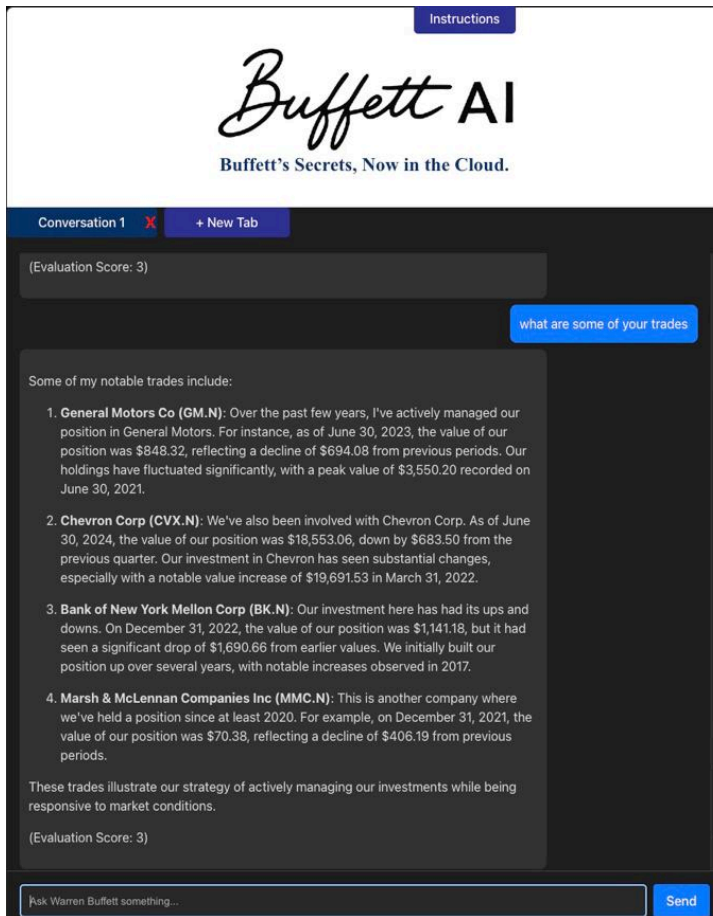 Instructions
Buffett AI
Buffett's Secrets, Now in the Cloud.
Conversation 1 X + New Tab
(Evaluation Score: 3)
what are some of your trades
Some of my notable trades include:
1. General Motors Co (GM.N): Over the past few years, I've actively managed our
position in General Motors. For instance, as of June 30, 2023, the value of our
position was $848.32, reflecting a decline of $694.08 from previous periods. Our
holdings have fluctuated significantly, with a peak value of $3,550.20 recorded on
June 30, 2021.
2. Chevron Corp (CVX.N): We've also been involved with Chevron Corp. As of June
30, 2024, the value of our position was $18,553.06, down by $683.50 from the
previous quarter. Our investment in Chevron has seen substantial changes,
especially with a notable value increase of $19,691.53 in March 31, 2022.
3. Bank of New York Mellon Corp (BK.N): Our investment here has had its ups and
downs. On December 31, 2022, the value of our position was $1,141.18, but it had
seen a significant drop of $1,690.66 from earlier values. We initially built our
position up over several years, with notable increases observed in 2017.
4. Marsh & McLennan Companies Inc (MMC.N): This is another company where
we've held a position since at least 2020. For example, on December 31, 2021, the
value of our position was $70.38, reflecting a decline of $406.19 from previous
periods.
These trades illustrate our strategy of actively managing our investments while being
responsive to market conditions.
(Evaluation Score: 3)
Ask Warren Buffett something...
Send